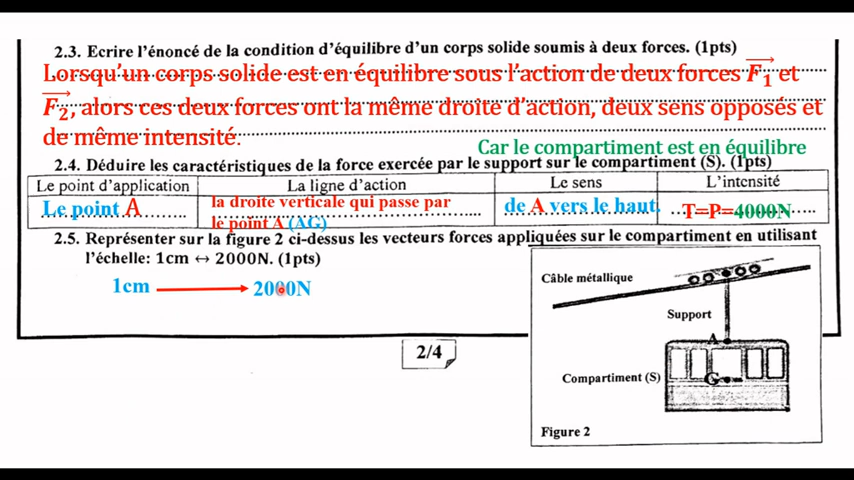 2.3. Ecrire l'énoncé de la condition d'équilibre d'un corps solide soumis à deux forces. (1pts)
Lorsqu'un corps solide est en équilibre sous l'action de deux forces F₁ et
F₂, alors ces deux forces ont la même droite d'action, deux sens opposés et
de même intensité.
Car le compartiment est en équilibre
2.4. Déduire les caractéristiques de la force exercée par le support sur le compartiment (S). (1pts)
Le point d'application La ligne d'action Le sens L'intensité
Le point A la droite verticale qui passe par le point A (AG) de A vers le haut. T=P=4000N
2.5. Représenter sur la figure 2 ci-dessus les vecteurs forces appliquées sur le compartiment en utilisant
l'échelle: 1cm ↔ 2000N. (1pts)
1cm → 2000N
Câble métallique
Support
A
Compartiment (S)
G
Figure 2
2/4